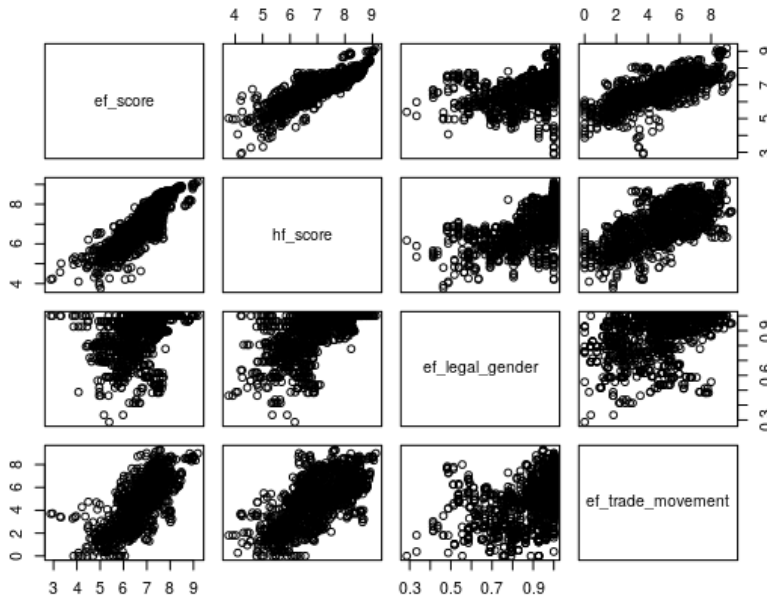 4 5 6 7 8 9
0 2 4 6 8
ef_score
3 5 7 9
4 6 8
hf_score
ef_legal_gender
0.3 0.6 0.9
0 2 4 6 8
ef_trade_movement
3 4 5 6 7 8 9
0.3 0.5 0.7 0.9